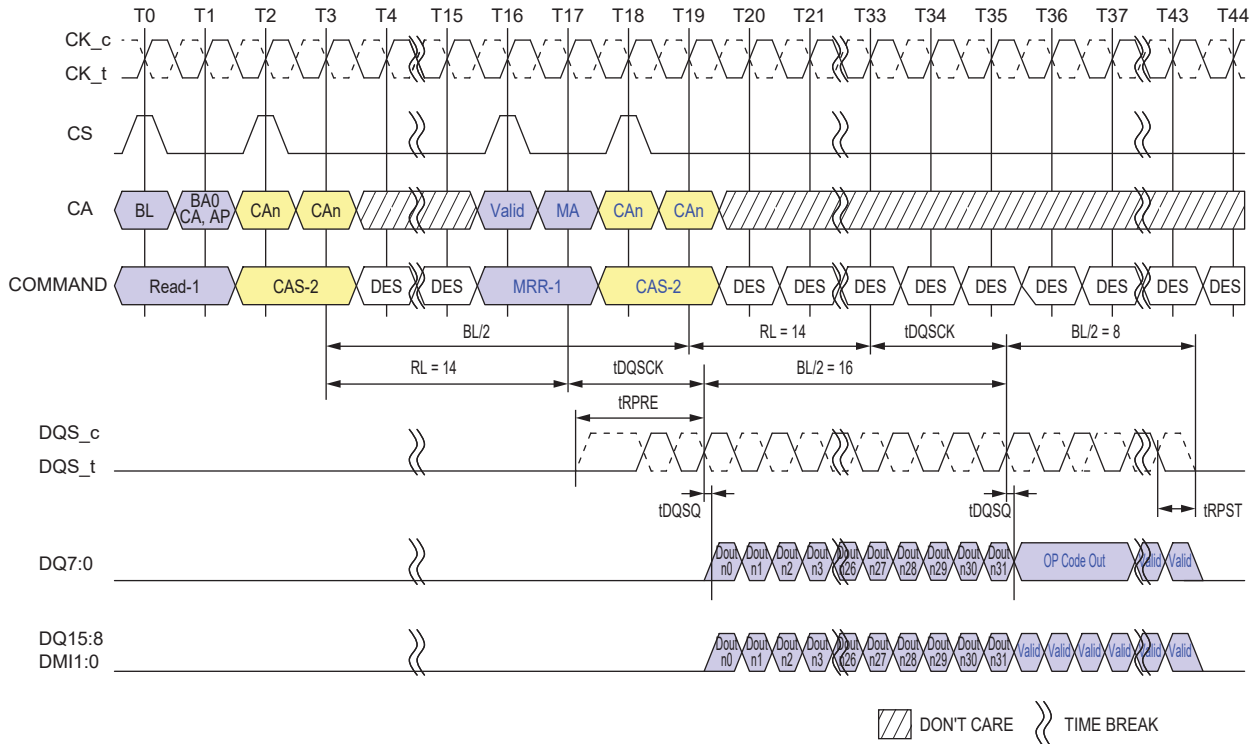 T0 T1 T2 T3 T4 T15 T16 T17 T18 T19 T20 T21 T33 T34 T35 T36 T37 T43 T44
CK_c
CK_t
CS
CA BL BA0 CA, AP CAn CAn Valid MA CAn CAn
COMMAND Read-1 CAS-2 DES DES MRR-1 CAS-2 DES DES DES DES DES DES DES DES DES
BL/2 RL = 14 tDQSCK BL/2 = 8
RL = 14 tDQSCK BL/2 = 16
tRPRE
DQS_c
DQS_t
tDQSQ tDQSQ tRPST
DQ7:0 Dout n0 Dout n1 Dout n2 Dout n3 Dout n26 Dout n27 Dout n28 Dout n29 Dout n30 Dout n31 OP Code Out Valid Valid
DQ15:8
DMI1:0 Dout n0 Dout n1 Dout n2 Dout n3 Dout n26 Dout n27 Dout n28 Dout n29 Dout n30 Dout n31 Valid Valid Valid Valid Valid Valid
DON'T CARE TIME BREAK